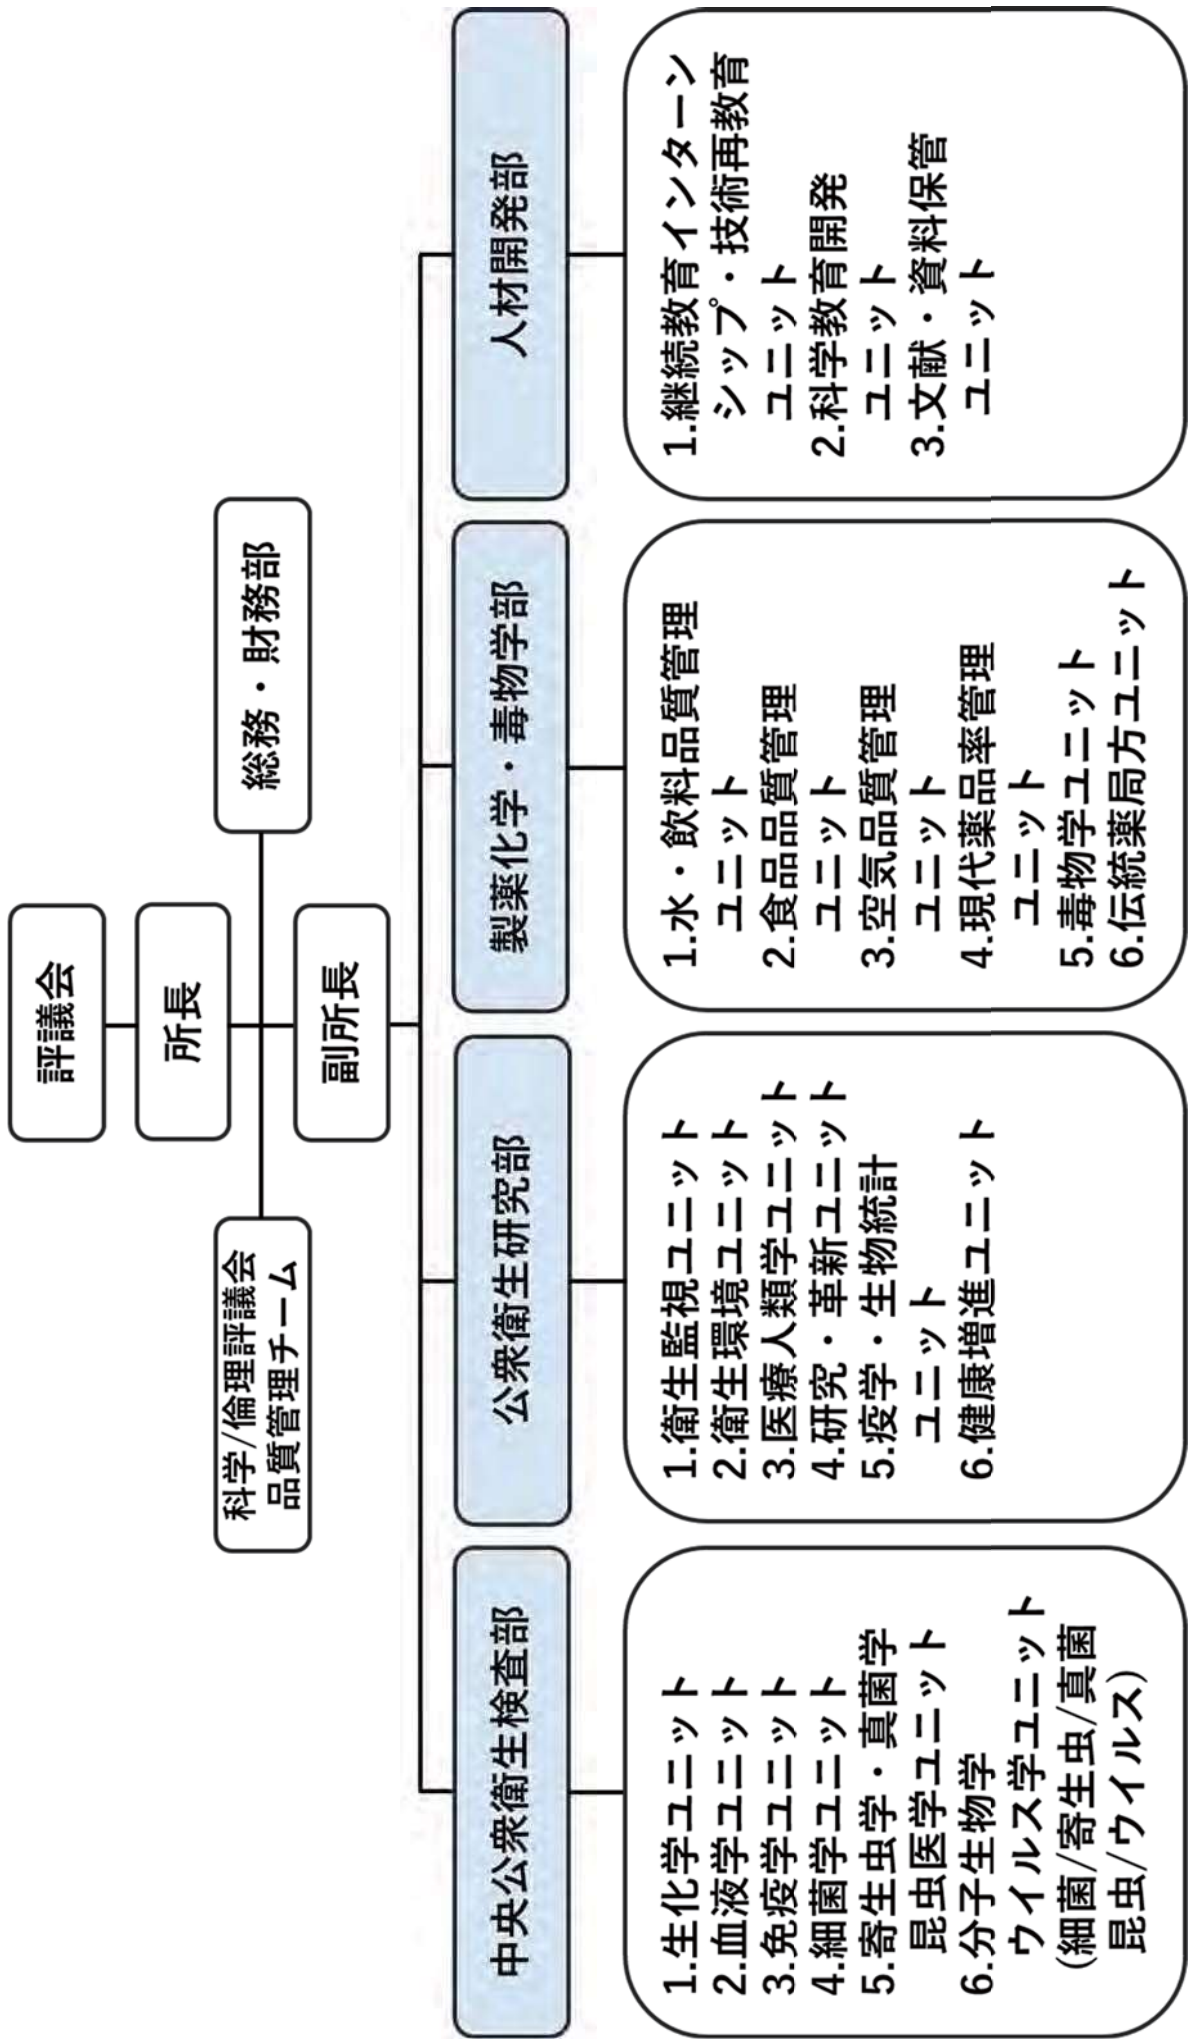 評議会
所長
科学/倫理評議会
品質管理チーム
総務・財務部
副所長
中央公衆衛生検査部
1.生化学ユニット
2.血液学ユニット
3.免疫学ユニット
4.細菌学ユニット
5.寄生虫学・真菌学
昆虫医学ユニット
6.分子生物学
ウイルス学ユニット
(細菌/寄生虫/真菌
昆虫/ウイルス)
公衆衛生研究部
1.衛生監視ユニット
2.衛生環境ユニット
3.医療人類学ユニット
4.研究・革新ユニット
5.疫学・生物統計
ユニット
6.健康増進ユニット
製薬化学・毒物学部
1.水・飲料品質管理
ユニット
2.食品品質管理
ユニット
3.空気品質管理
ユニット
4.現代薬品率管理
ユニット
5.毒物学ユニット
6.伝統薬局方ユニット
人材開発部
1.継続教育インターン
シップ・技術再教育
ユニット
2.科学教育開発
ユニット
3.文献・資料保管
ユニット